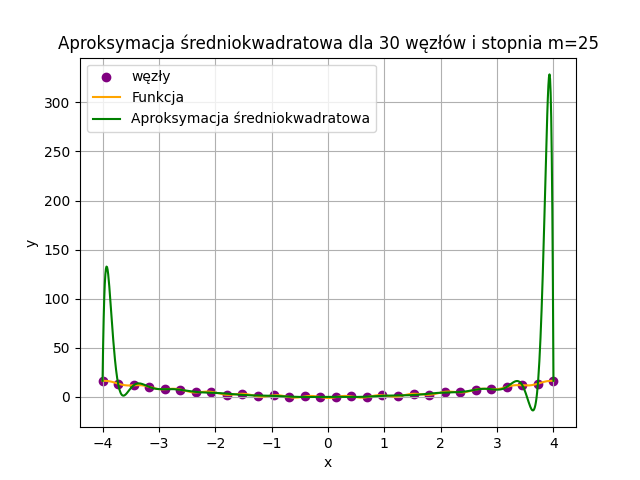 Aproksymacja średniokwadratowa dla 30 węzłów i stopnia m=25
węzły
Funkcja
Aproksymacja średniokwadratowa
300
250
200
150
100
50
0
y
−4 −3 −2 −1 0 1 2 3 4
x